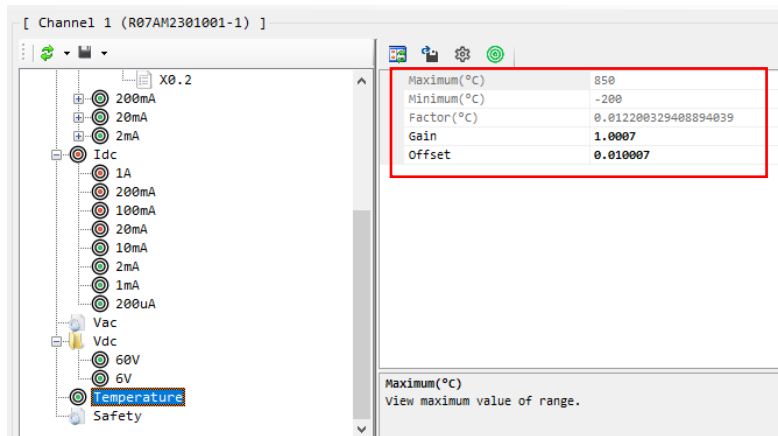 [ Channel 1 (R07AM2301001-1) ]
X0.2
200mA
20mA
2mA
Idc
1A
200mA
100mA
20mA
10mA
2mA
1mA
200uA
Vac
Vdc
60V
6V
Temperature
Safety
Maximum(°C) 850
Minimum(°C) -200
Factor(°C) 0.012200329408894039
Gain 1.0007
Offset 0.010007
Maximum(°C)
View maximum value of range.